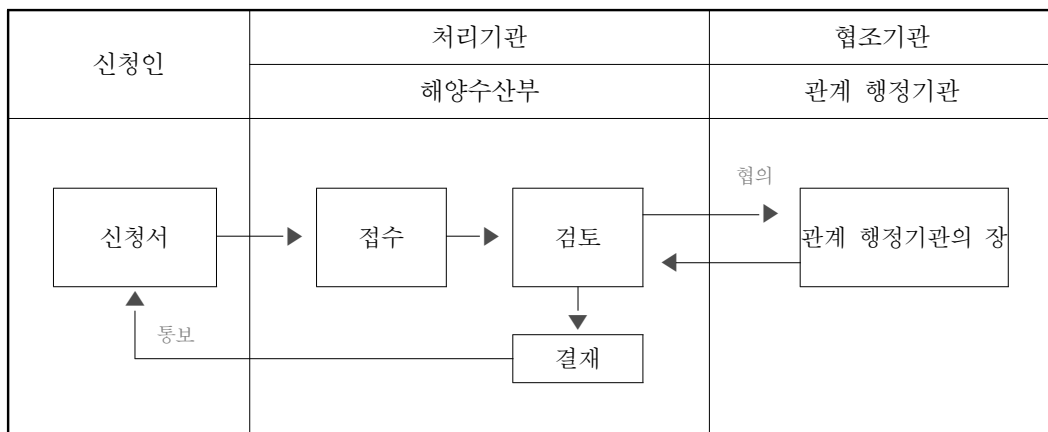 신청인
처리기관
협조기관
해양수산부
관계 행정기관
협의
신청서
접수
검토
관계 행정기관의 장
통보
결재